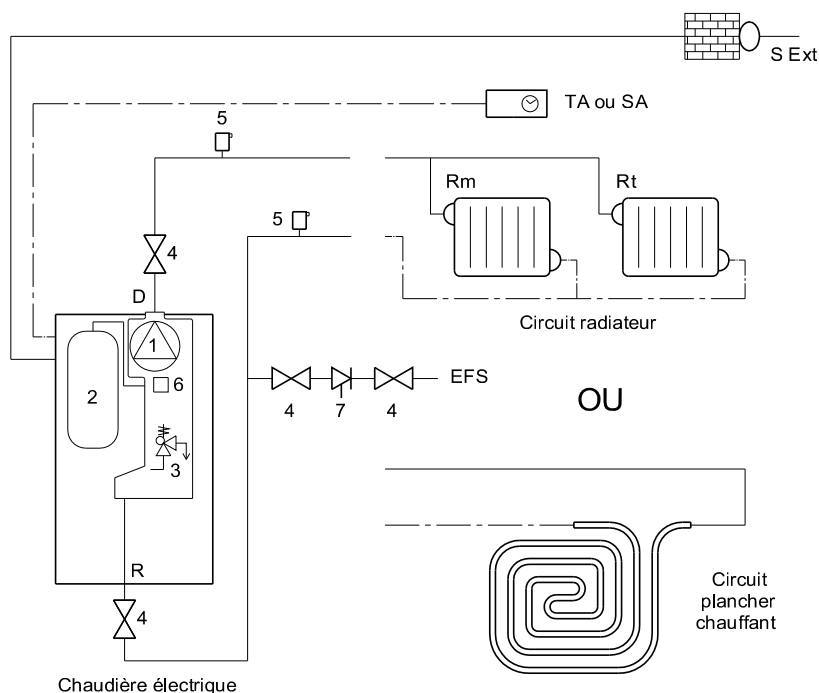 S Ext
TA ou SA
5
Rm
Rt
5
4
D
Circuit radiateur
1
6
2
EFS
4
7
4
OU
3
R
4
Circuit
plancher
chauffant
Chaudière électrique